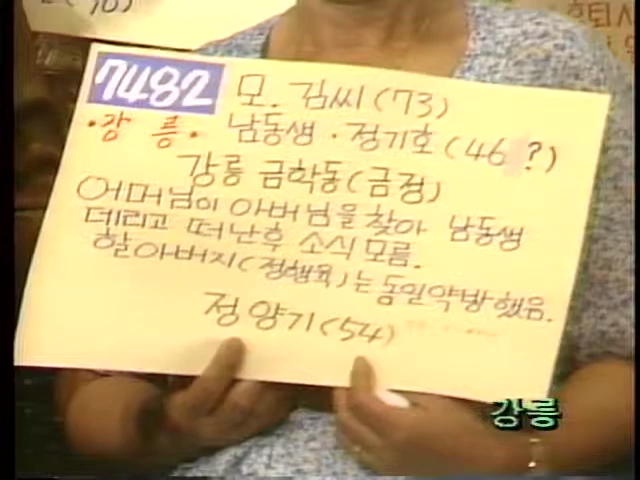 7482 모. 김씨(73)
·강 릉· 남동생 · 정기호(46 ?)
강릉 금학동(금정)
어머님이 아버님을 찾아 남동생
데리고 떠난후 소식모름.
할아버지(정행육)는 동일약방했음.
정양기(54)
강릉